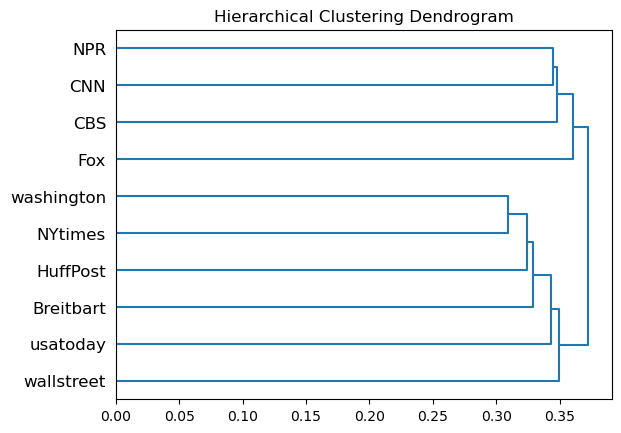 Hierarchical Clustering Dendrogram
NPR
CNN
CBS
Fox
washington
NYtimes
HuffPost
Breitbart
usatoday
wallstreet
0.00 0.05 0.10 0.15 0.20 0.25 0.30 0.35